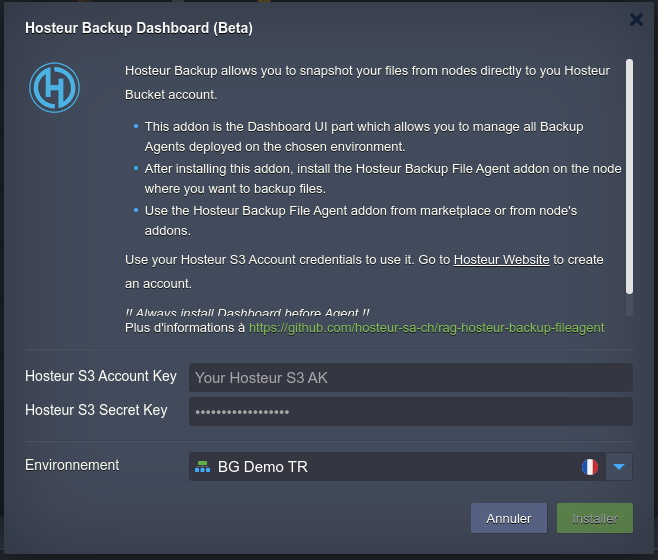 Hosteur Backup Dashboard (Beta)
Hosteur Backup allows you to snapshot your files from nodes directly to you Hosteur
Bucket account.
This addon is the Dashboard UI part which allows you to manage all Backup
Agents deployed on the chosen environment.
After installing this addon, install the Hosteur Backup File Agent addon on the node
where you want to backup files.
Use the Hosteur Backup File Agent addon from marketplace or from node's
addons.
Use your Hosteur S3 Account credentials to use it. Go to Hosteur Website to create
an account.
!! Always install Dashboard before Agent !!
Plus d'informations à https://github.com/hosteur-sa-ch/rag-hosteur-backup-fileagent
Hosteur S3 Account Key
Your Hosteur S3 AK
Hosteur S3 Secret Key
••••••••••••••••••
Environnement
BG Demo TR
Annuler
Installer